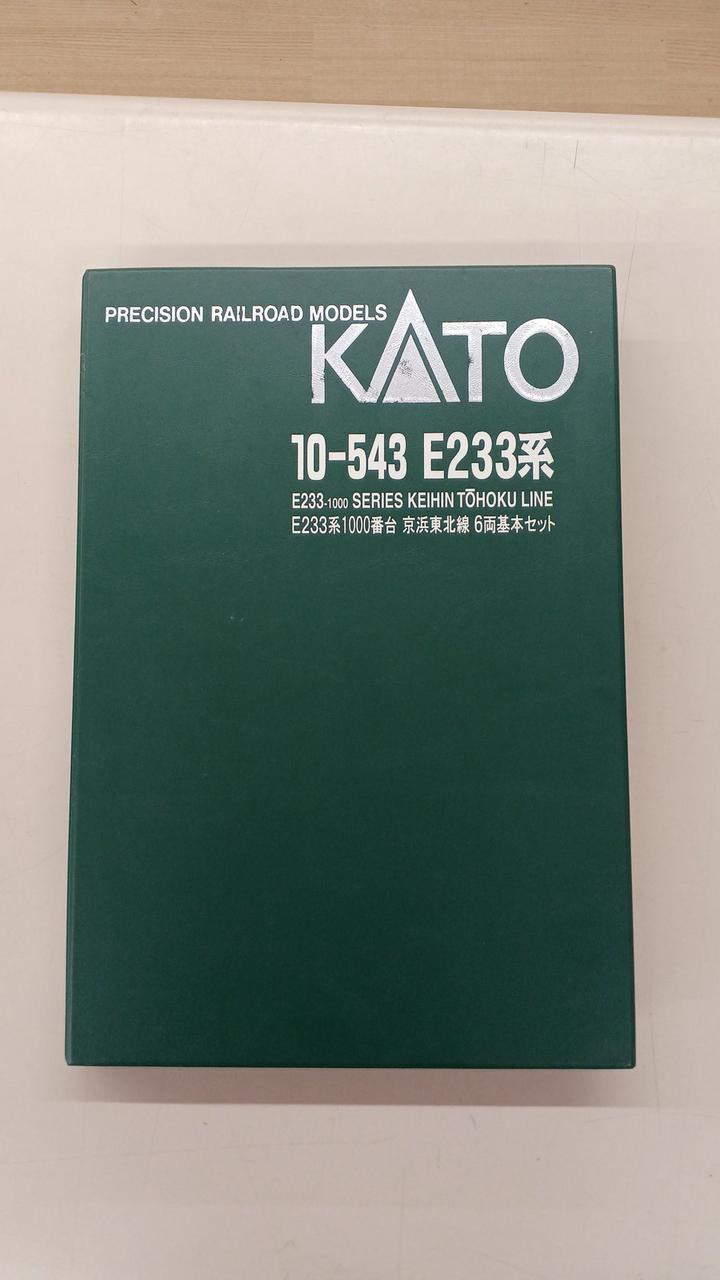 PRECISION RAILROAD MODELS
KATO
10-543 E233系
E233-1000 SERIES KEIHIN TŌHOKU LINE
E233系1000番台 京浜東北線 6両基本セット